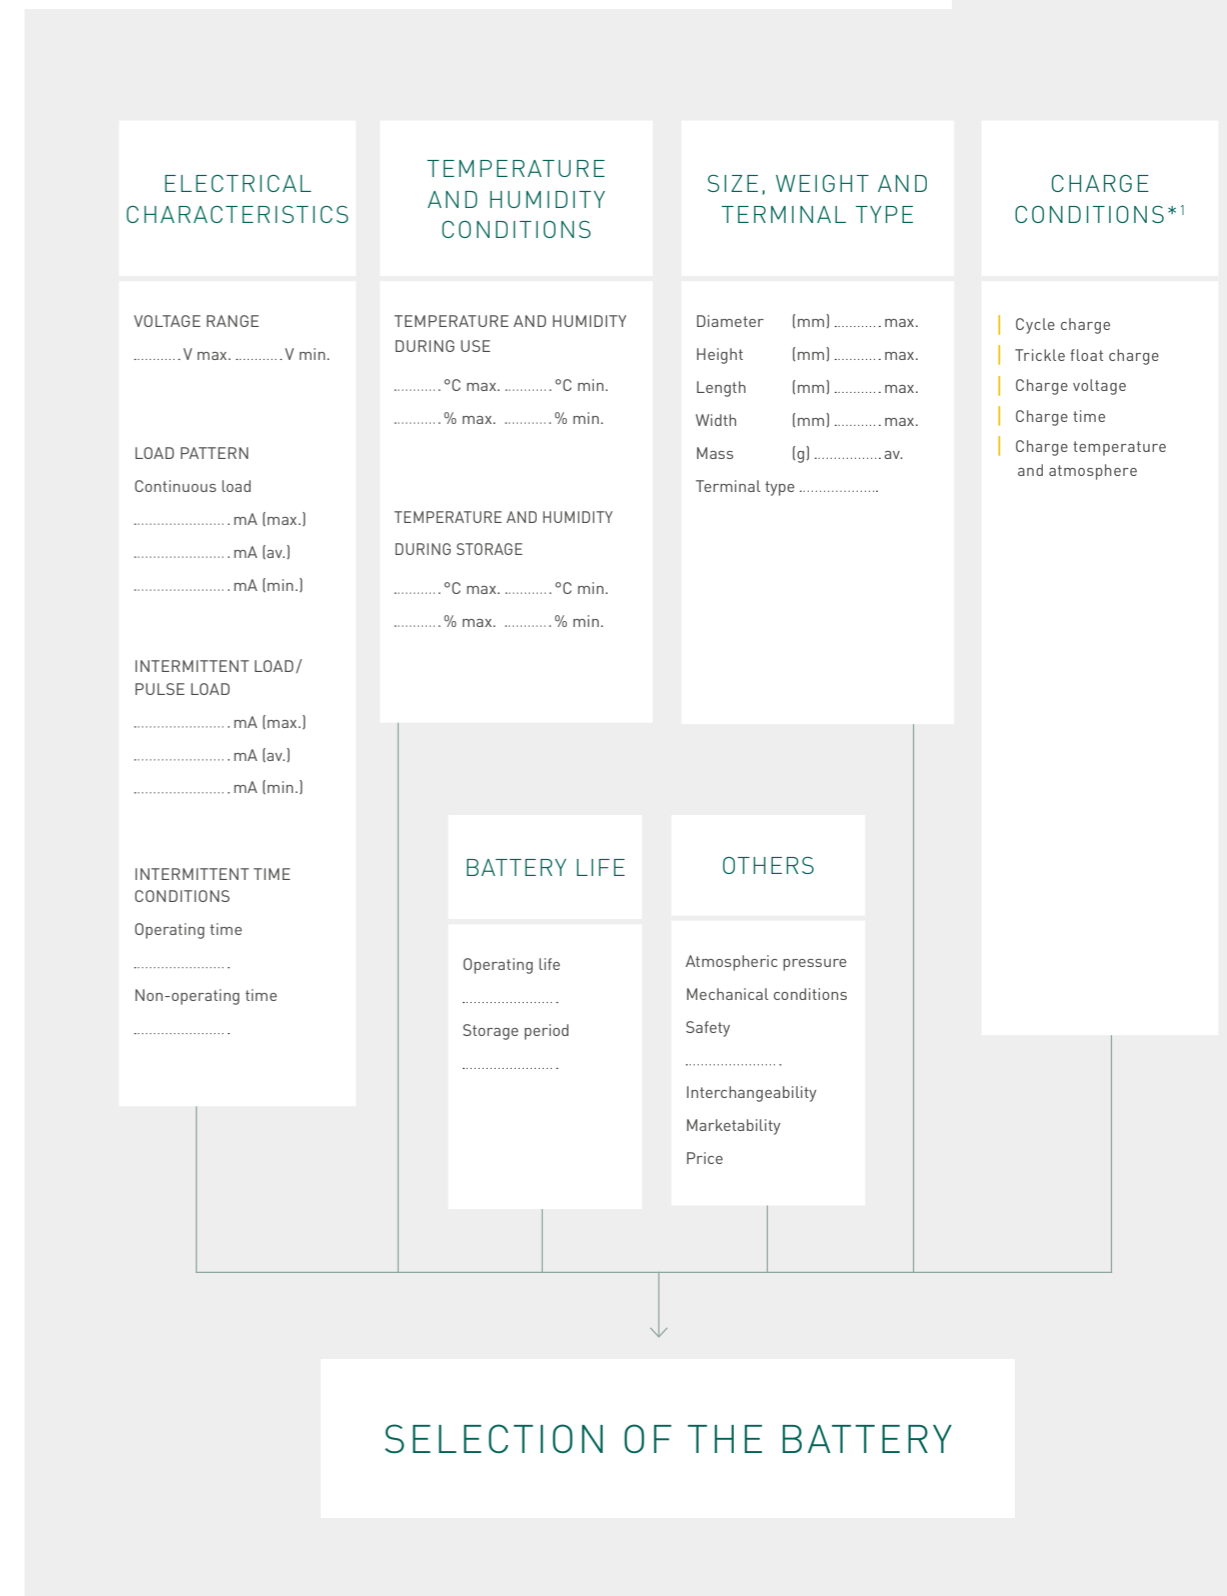 ELECTRICAL
CHARACTERISTICS
VOLTAGE RANGE
............V max. ............V min.
LOAD PATTERN
Continuous load
........................mA (max.)
........................mA (av.)
........................mA (min.)
INTERMITTENT LOAD/
PULSE LOAD
........................mA (max.)
........................mA (av.)
........................mA (min.)
INTERMITTENT TIME
CONDITIONS
Operating time
........................
Non-operating time
........................
TEMPERATURE
AND HUMIDITY
CONDITIONS
TEMPERATURE AND HUMIDITY
DURING USE
............°C max. ............°C min.
............% max. ............% min.
TEMPERATURE AND HUMIDITY
DURING STORAGE
............°C max. ............°C min.
............% max. ............% min.
SIZE, WEIGHT AND
TERMINAL TYPE
Diameter (mm) ............max.
Height (mm) ............max.
Length (mm) ............max.
Width (mm) ............max.
Mass (g) .................av.
Terminal type ....................
CHARGE
CONDITIONS*1
Cycle charge
Trickle float charge
Charge voltage
Charge time
Charge temperature
and atmosphere
BATTERY LIFE
Operating life
........................
Storage period
........................
OTHERS
Atmospheric pressure
Mechanical conditions
Safety
........................
Interchangeability
Marketability
Price
SELECTION OF THE BATTERY